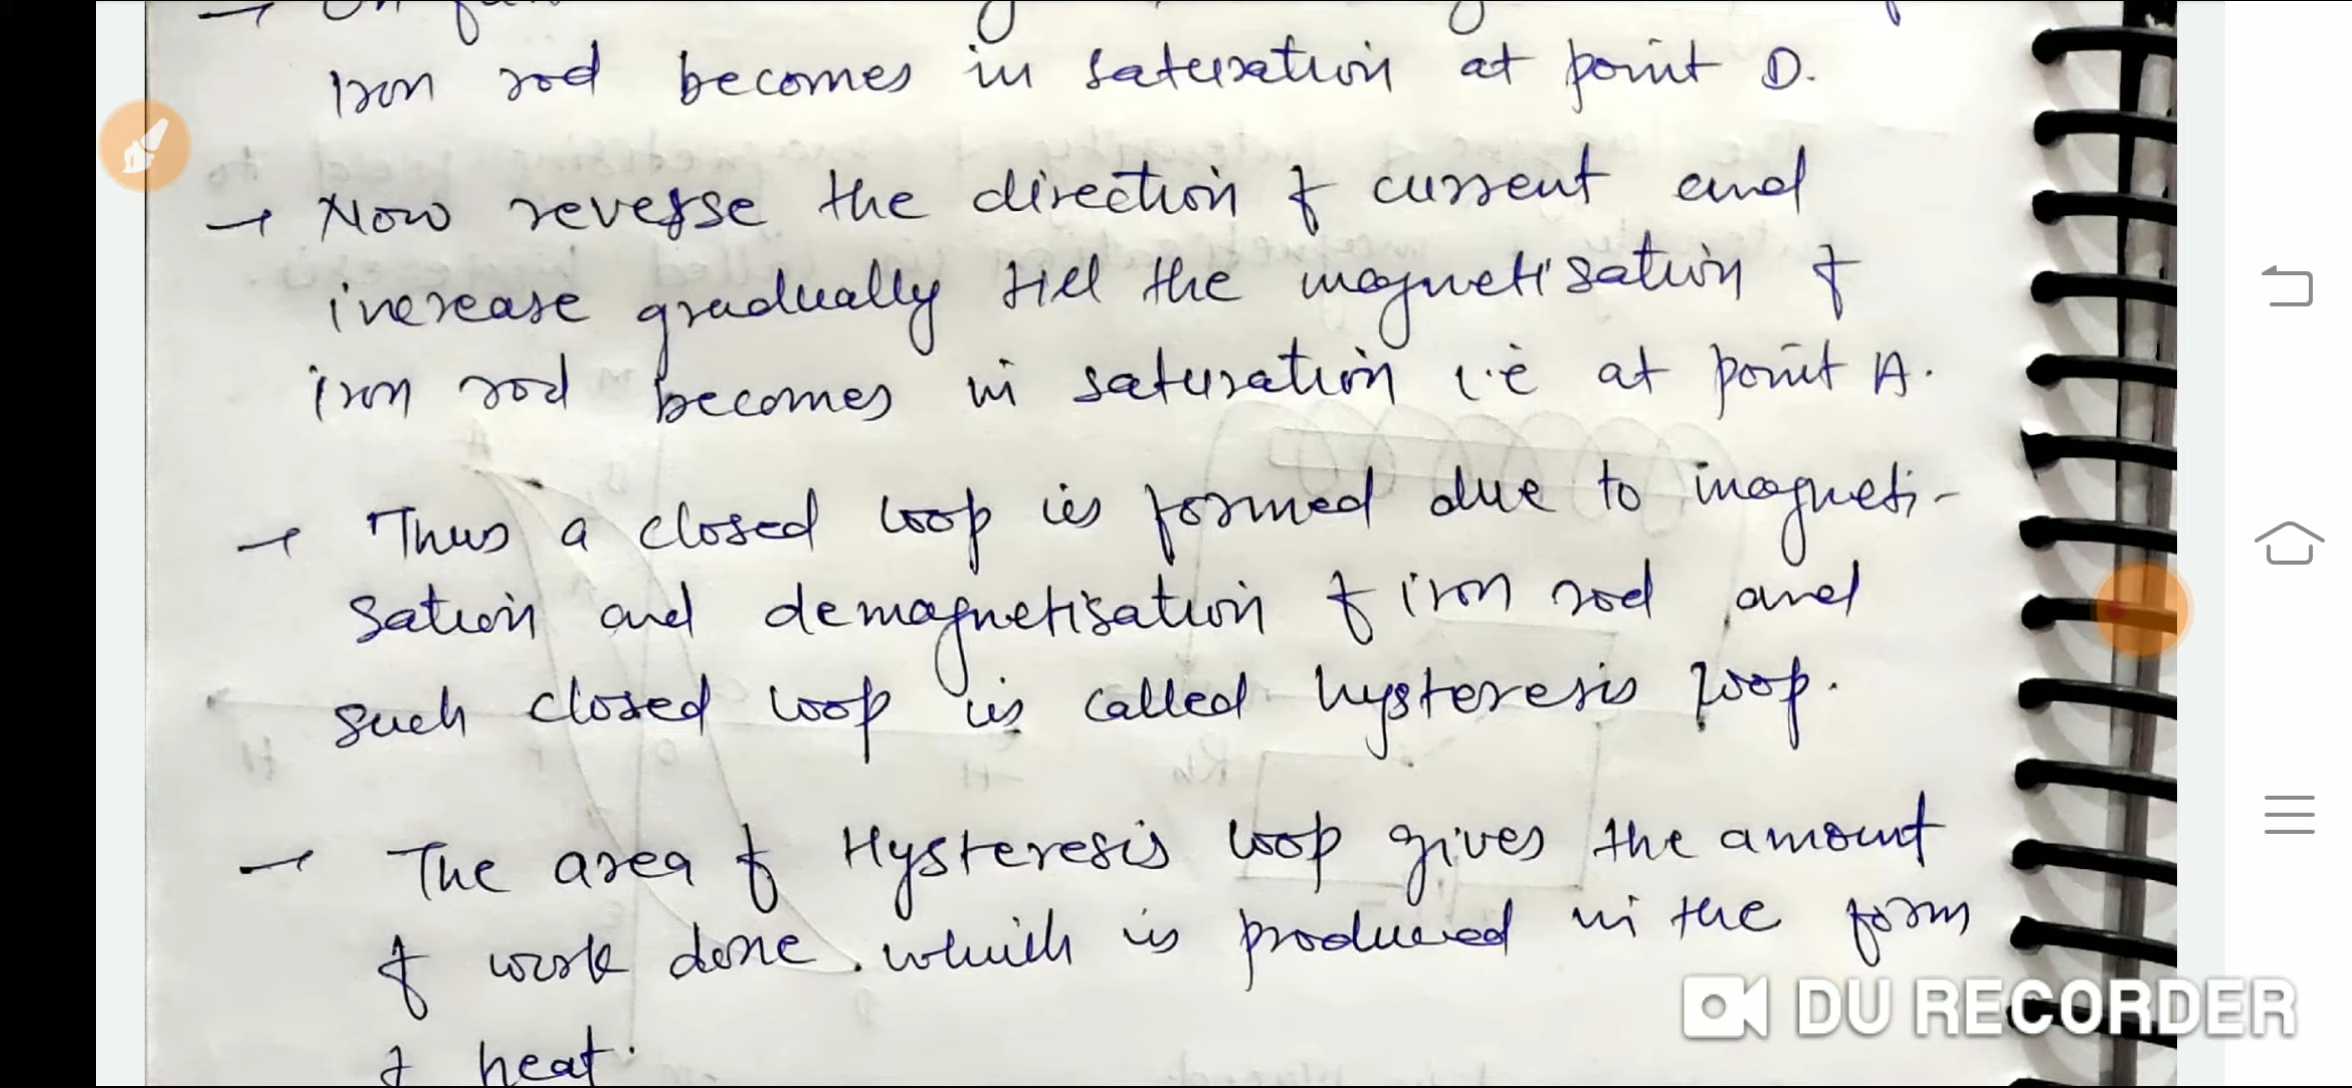 iron rod becomes in saturation at point D.
→ Now reverse the direction of current and
increase gradually till the magnetisation of
iron rod becomes in saturation i.e at point A.
→ Thus a closed loop is formed due to magneti-
sation and demagnetisation of iron rod and
such closed loop is called hysteresis loop.
→ The area of Hysteresis loop gives the amount
of work done. which is produced in the form
of heat.
DU RECORDER